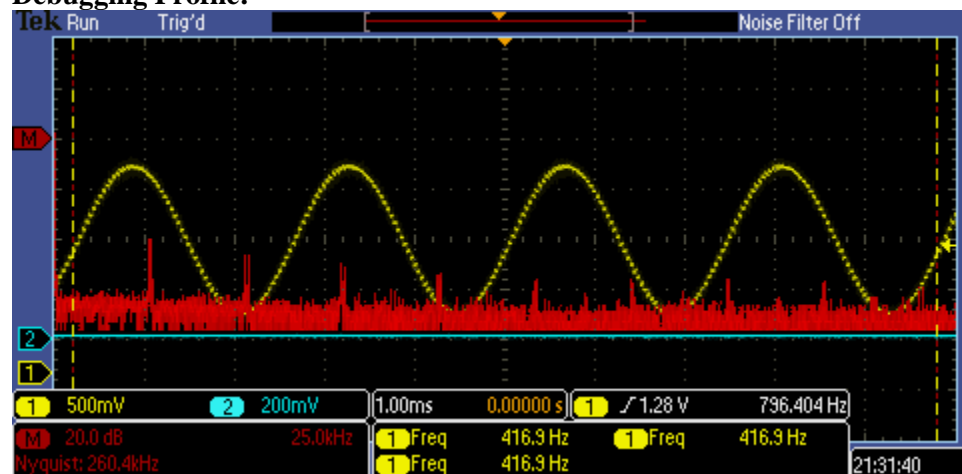 Debugging Profile:
Tek Run Trig'd Noise Filter Off
M
2
1
1 500mV 2 200mV 1.00ms 0.00000 s 1 1.28 V 796.404 Hz
M 20.0 dB 25.0kHz 1 Freq 416.9 Hz 1 Freq 416.9 Hz
Nyquist: 260.4kHz 1 Freq 416.9 Hz 21:31:40